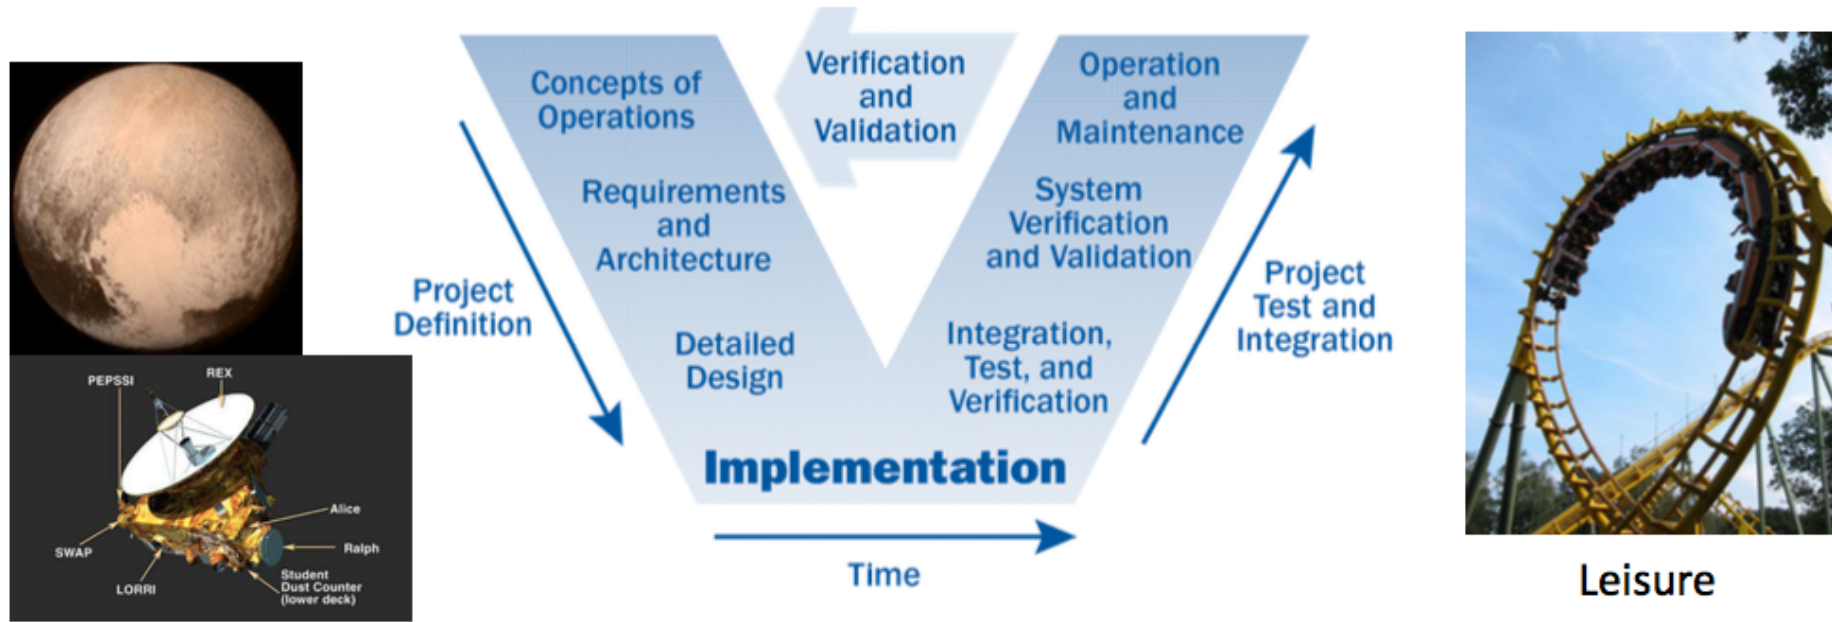 Concepts of
Operations
Requirements
and
Architecture
Detailed
Design
Project
Definition
Verification
and
Validation
Operation
and
Maintenance
System
Verification
and Validation
Integration,
Test, and
Verification
Project
Test and
Integration
Implementation
Time
PEPSSI
REX
Alice
Ralph
SWAP
LORRI
Student
Dust Counter
(lower deck)
Leisure